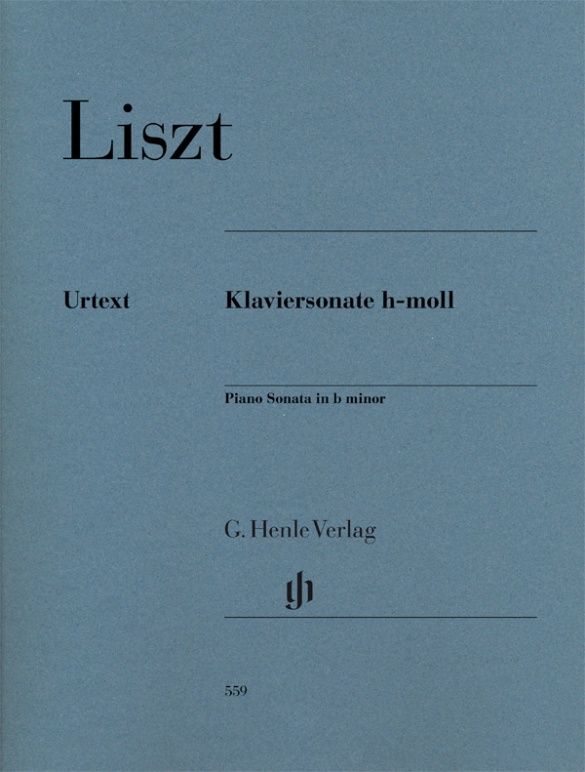 Liszt
Urtext
Klaviersonate h-moll
Piano Sonata in b minor
G. Henle Verlag
559